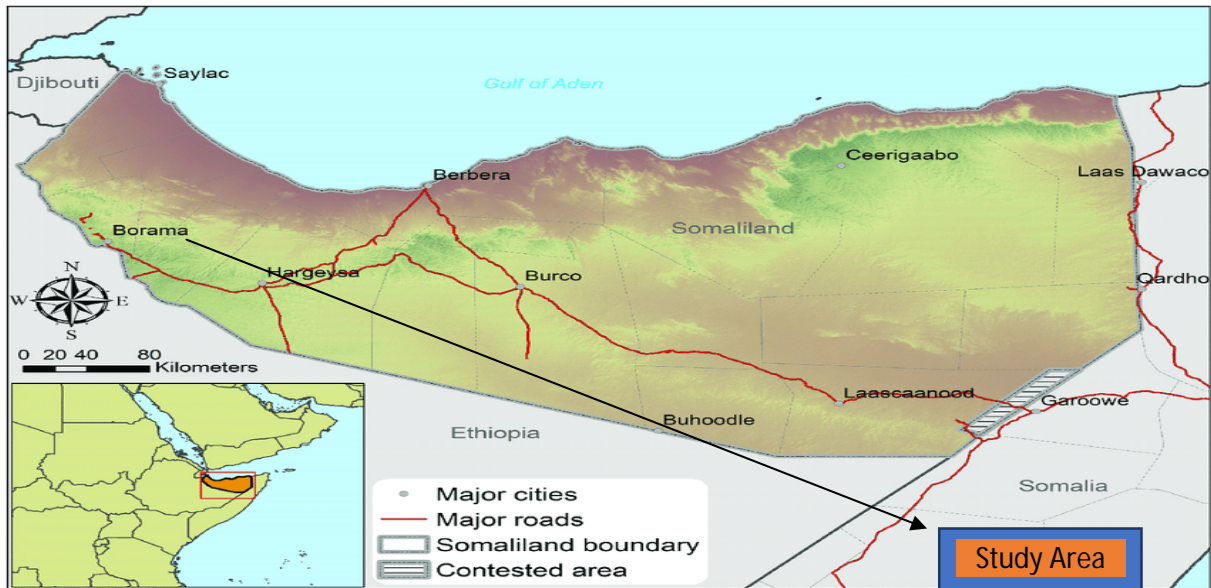 Djibouti
Saylac
Gulf of Aden
Ceerigaabo
Berbera
Laas Dawaco
Borama
Somaliland
Hargeysa
Burco
Qardho
N
W E
S
0 20 40 80
Kilometers
Laascaanood
Garoowe
Buhoodle
Ethiopia
Somalia
Major cities
Major roads
Somaliland boundary
Contested area
Study Area